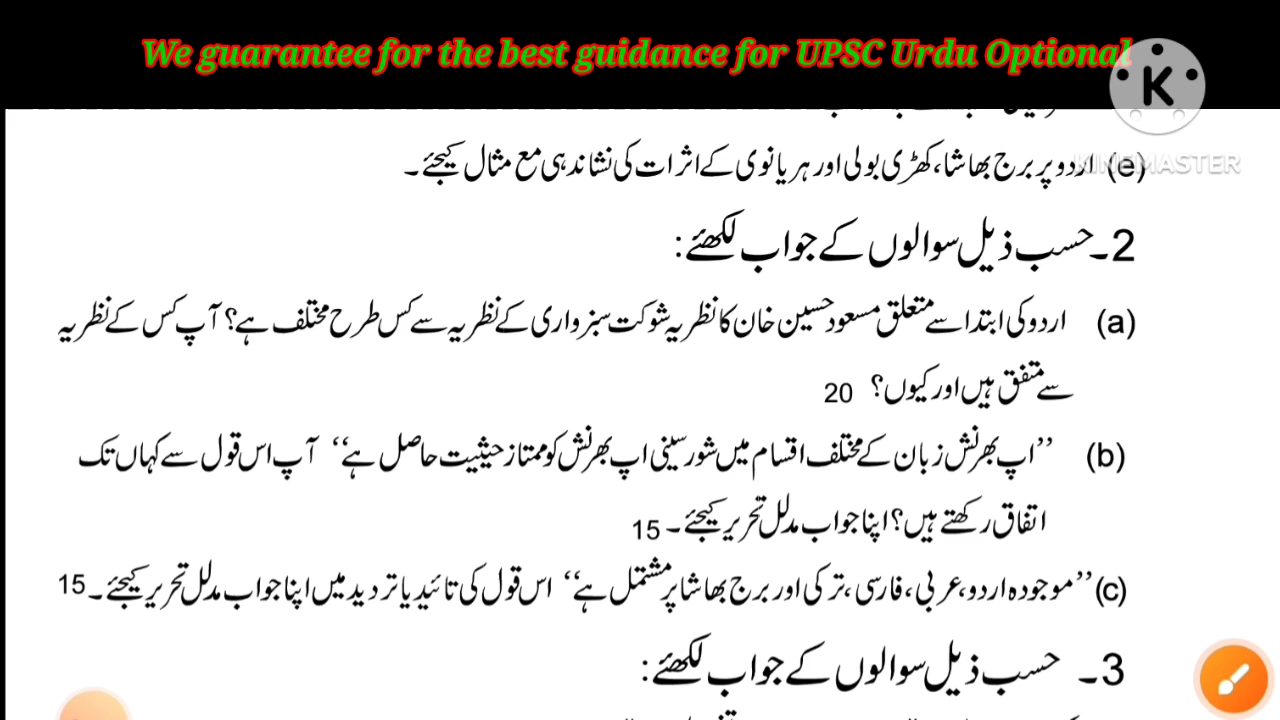 We guarantee for the best guidance for UPSC Urdu Optional
K
KINEMASTER
(e) اردو پر برج بھاشا، کھڑی بولی اور ہریانوی کے اثرات کی نشاندہی مع مثال کیجئے۔
2۔ حسب ذیل سوالوں کے جواب لکھئے:
(a) اردو کی ابتدا سے متعلق مسعود حسین خان کا نظریہ شوکت سبزواری کے نظریہ سے کس طرح مختلف ہے؟ آپ کس کے نظریہ
سے متفق ہیں اور کیوں؟ 20
(b) ’’اپ بھرنش زبان کے مختلف اقسام میں شورسینی اپ بھرنش کو ممتاز حیثیت حاصل ہے‘‘ آپ اس قول سے کہاں تک
اتفاق رکھتے ہیں؟ اپنا جواب مدلل تحریر کیجئے۔ 15
(c) ’’موجودہ اردو، عربی، فارسی، ترکی اور برج بھاشا پر مشتمل ہے‘‘ اس قول کی تائید یا تردید میں اپنا جواب مدلل تحریر کیجئے۔ 15
3۔ حسب ذیل سوالوں کے جواب لکھئے: